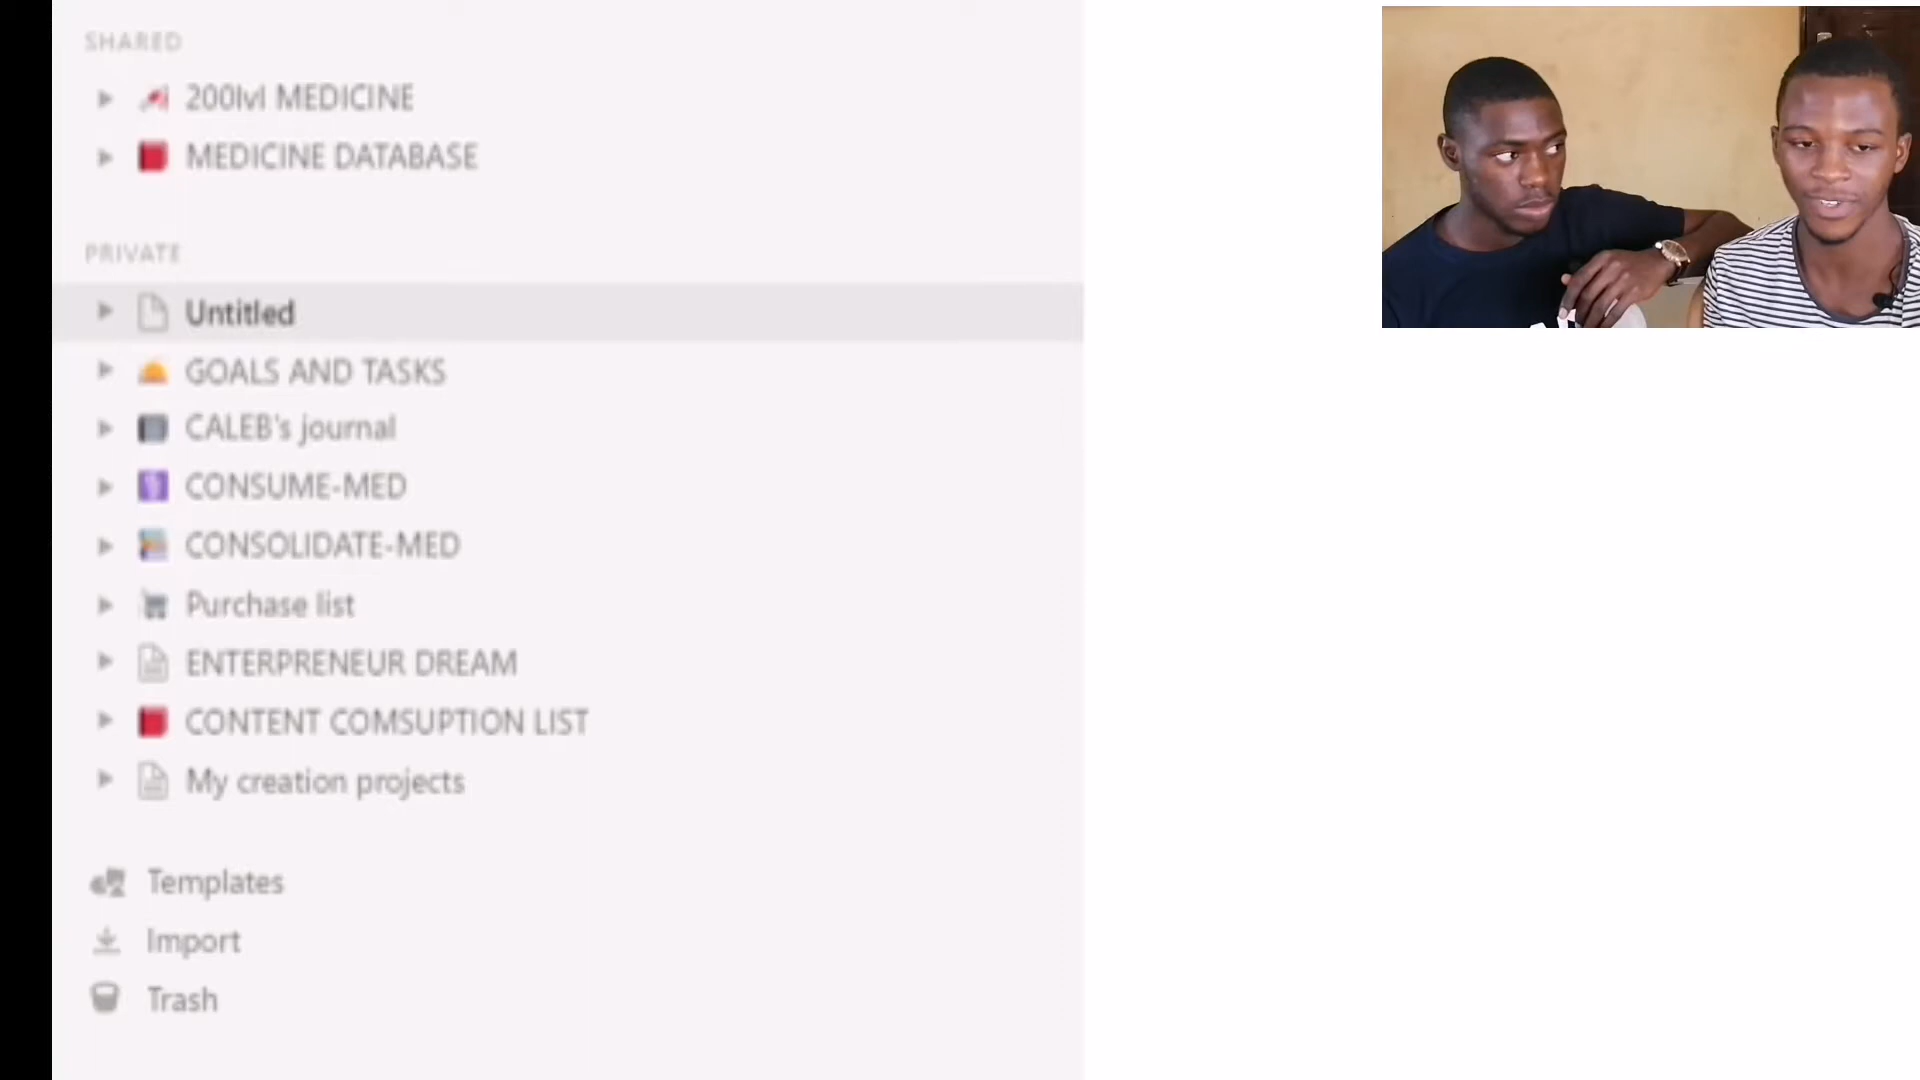 SHARED
200lvl MEDICINE
MEDICINE DATABASE
PRIVATE
Untitled
GOALS AND TASKS
CALEB's journal
CONSUME-MED
CONSOLIDATE-MED
Purchase list
ENTERPRENEUR DREAM
CONTENT COMSUPTION LIST
My creation projects
Templates
Import
Trash